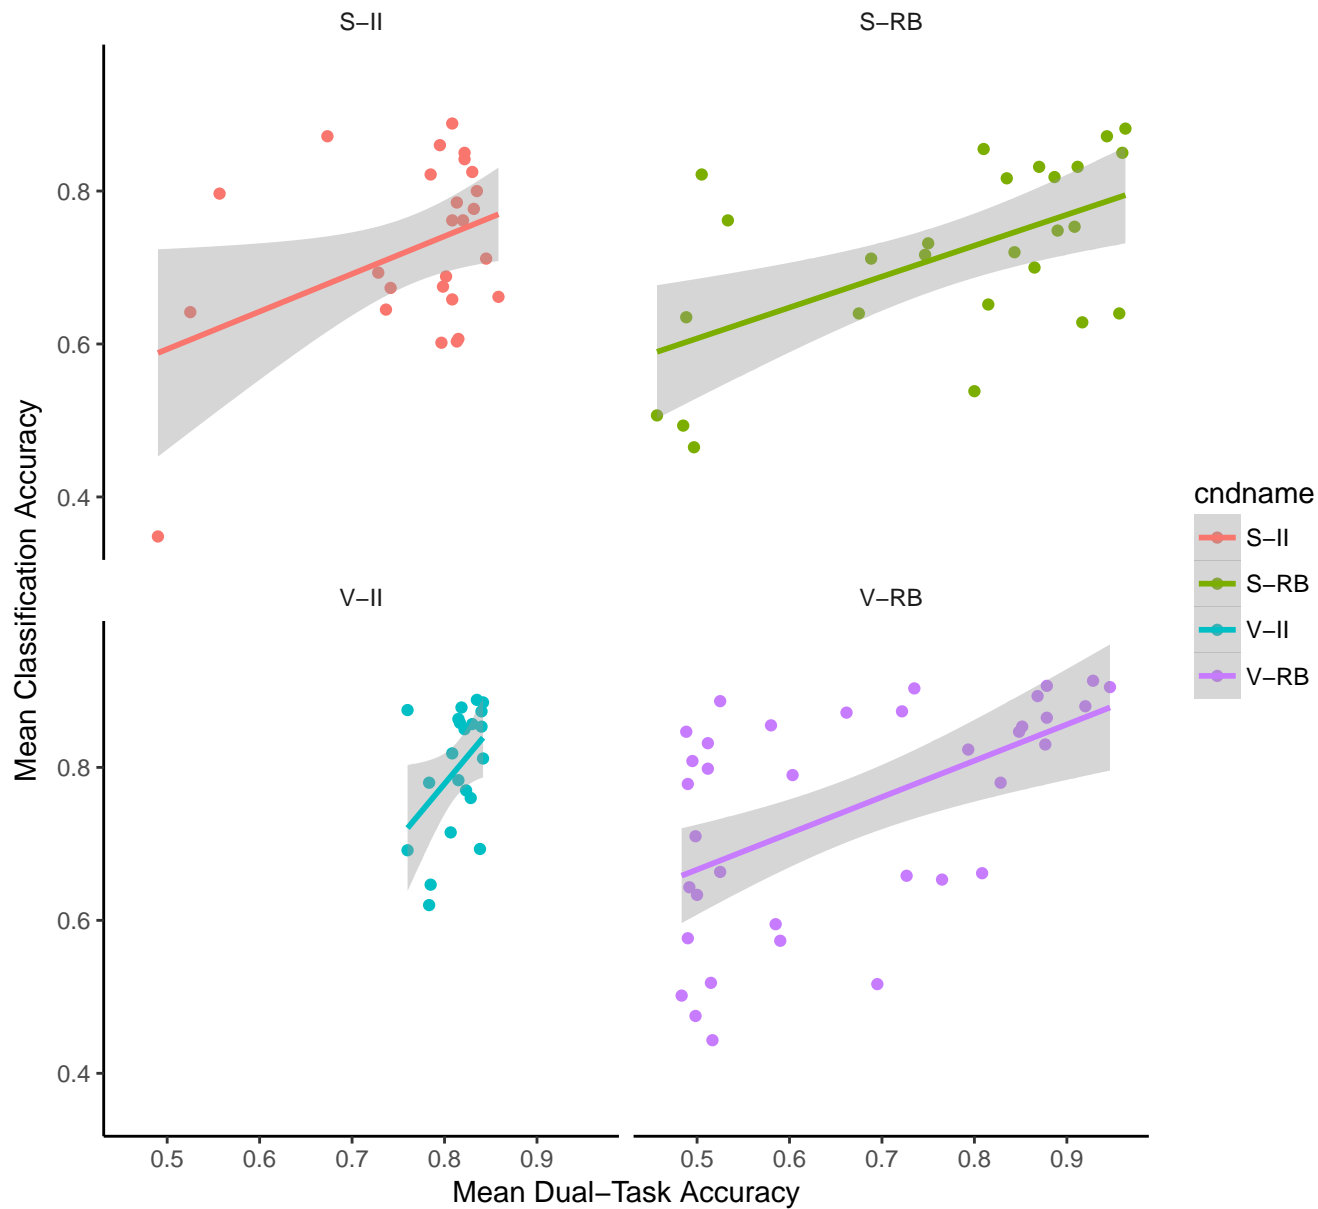 S−II
S−RB
0.8
0.6
0.4
V−II
V−RB
0.8
0.6
0.4
0.5 0.6 0.7 0.8 0.9
0.5 0.6 0.7 0.8 0.9
Mean Dual−Task Accuracy
Mean Classification Accuracy
cndname
S−II
S−RB
V−II
V−RB